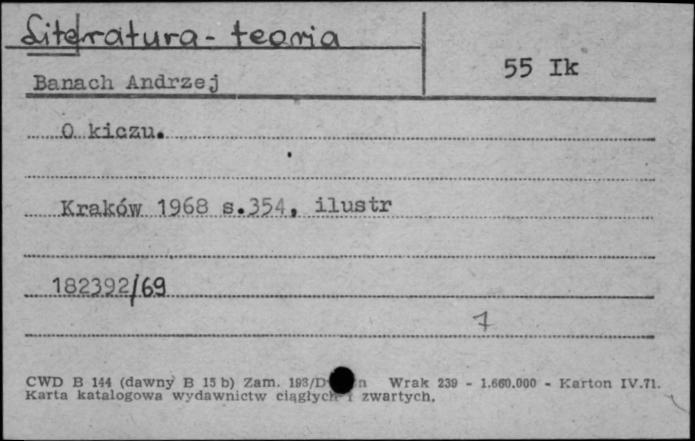 Literatura - teoria
Banach Andrzej
55 Ik
O kiczu.
Kraków 1968 s.354, ilustr
182392/69
7
CWD B 144 (dawny B 15 b) Zam. 193/D n Wrak 239 - 1.660.000 - Karton IV.71.
Karta katalogowa wydawnictw ciągłych i zwartych.